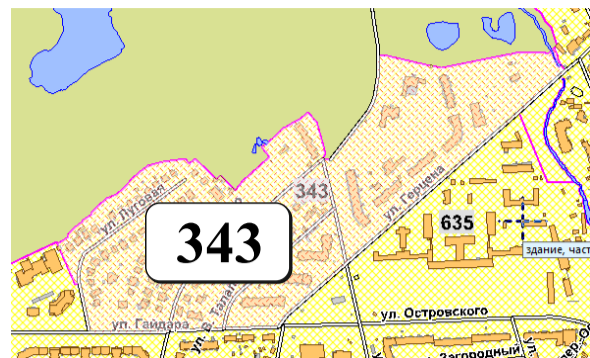 343
ул. Герцена
ул. Луговая
635
343
здание, част
ул. Островского
ул. Гайдара
Загородный